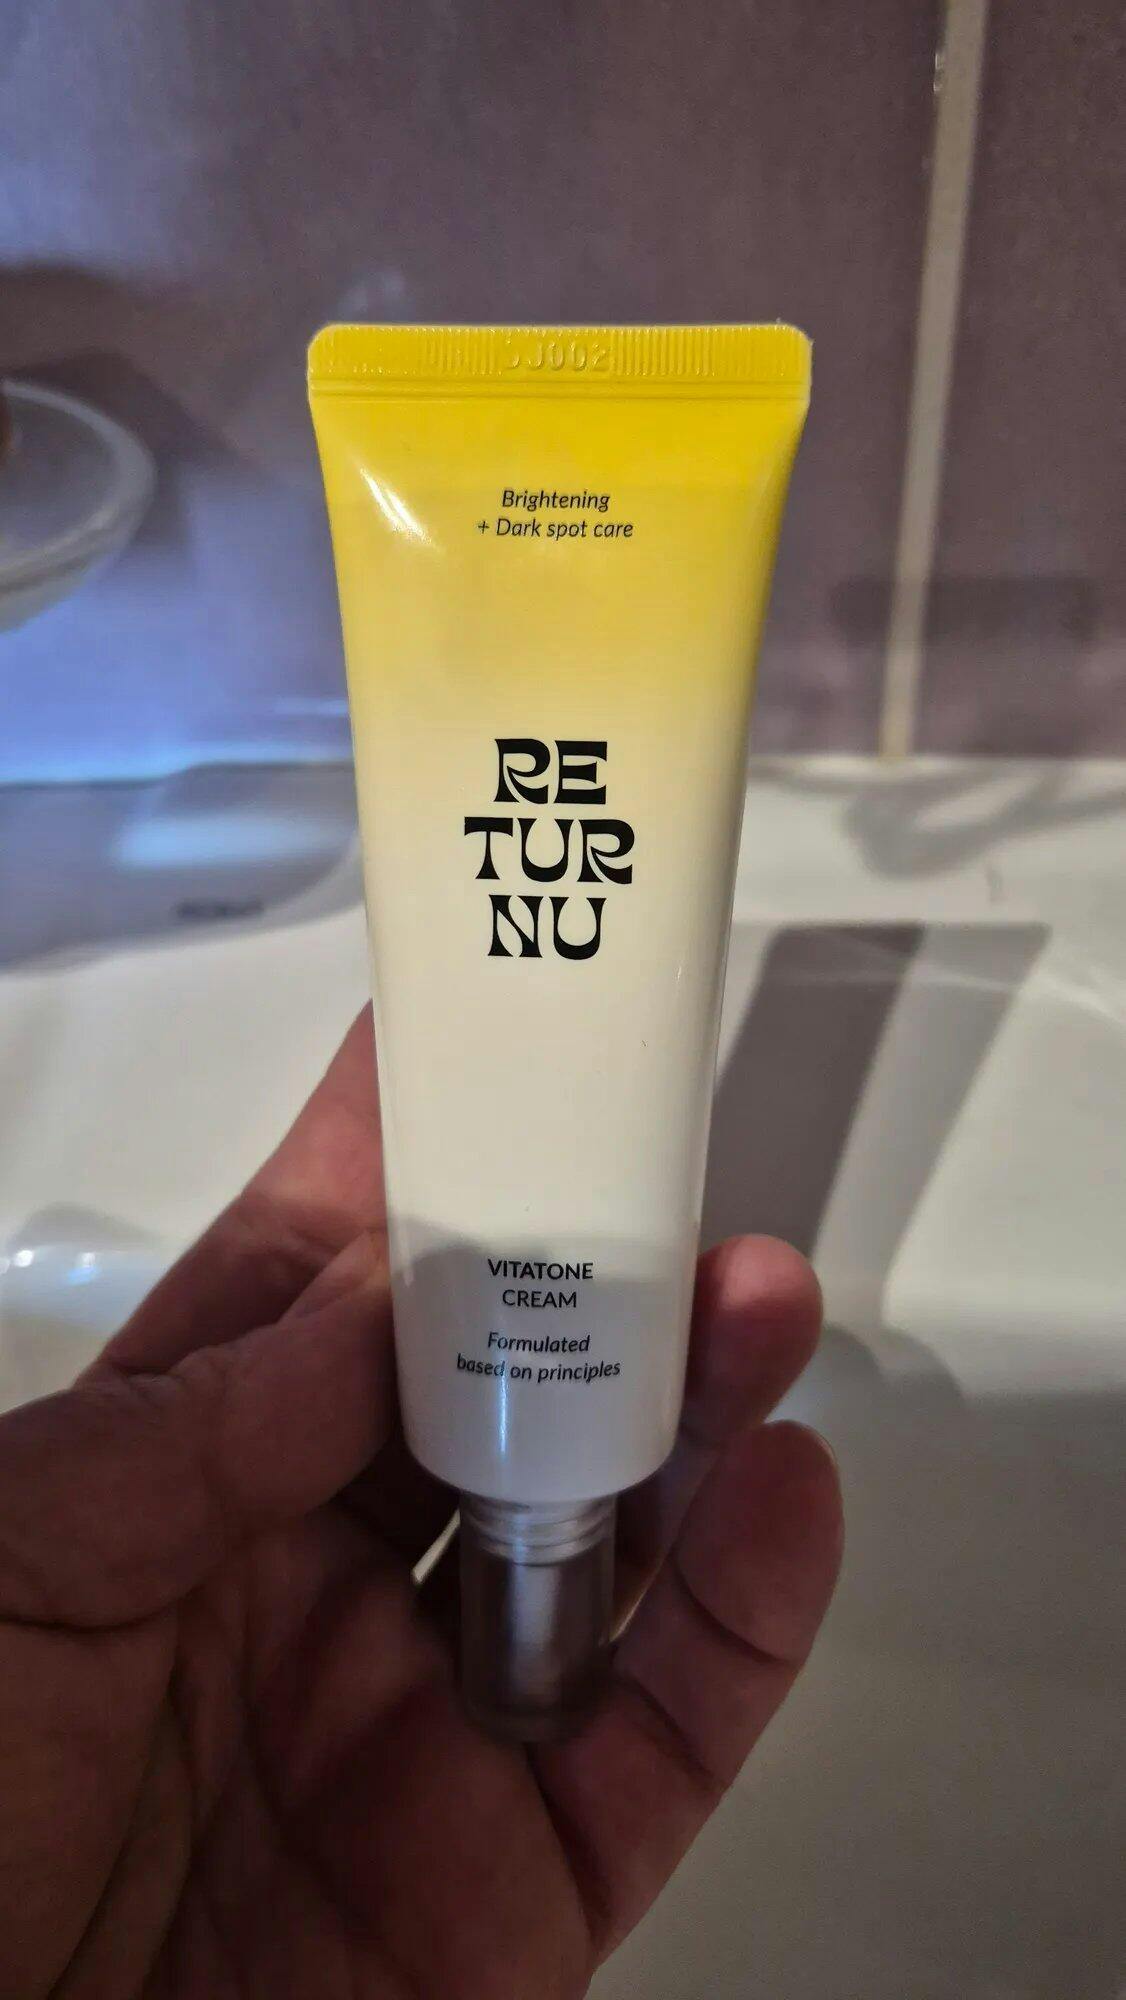 Brightening
+ Dark spot care
RE
TUR
NU
VITATONE
CREAM
Formulated
based on principles